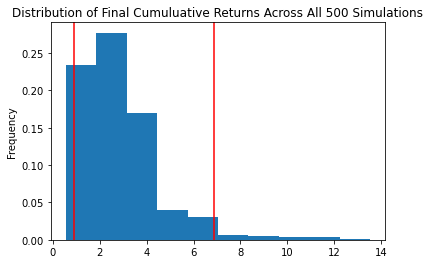 Distribution of Final Cumuluative Returns Across All 500 Simulations
0.25
0.20
0.15
0.10
0.05
0.00
Frequency
0 2 4 6 8 10 12 14